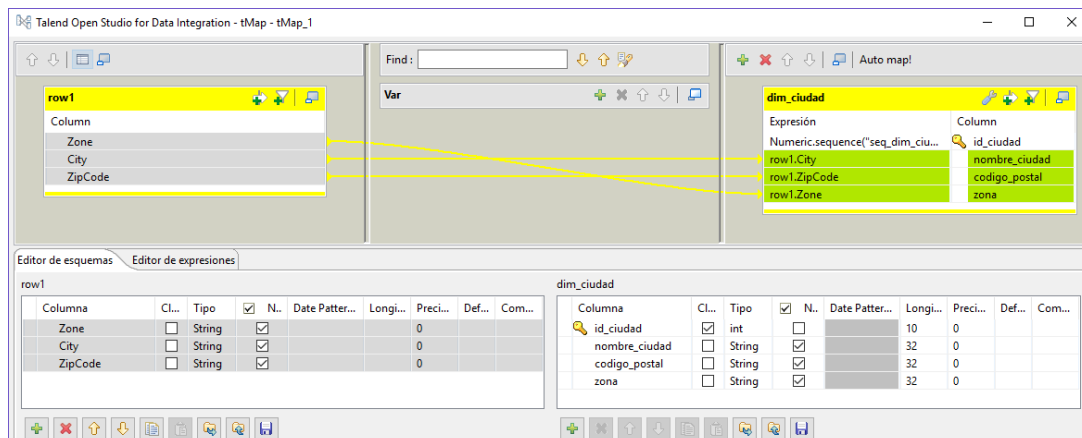 Talend Open Studio for Data Integration - tMap - tMap_1
Find :
Auto map!
row1
Column
Zone
City
ZipCode
Var
dim_ciudad
Expresión Column
Numeric.sequence("seq_dim_ciu... id_ciudad
row1.City nombre_ciudad
row1.ZipCode codigo_postal
row1.Zone zona
Editor de esquemas Editor de expresiones
row1
Columna Cl... Tipo N.. Date Patter... Longi... Preci... Def... Com...
Zone String 0
City String 0
ZipCode String 0
dim_ciudad
Columna Cl... Tipo N.. Date Patter... Longi... Preci... Def... Com...
id_ciudad int 10 0
nombre_ciudad String 32 0
codigo_postal String 32 0
zona String 32 0